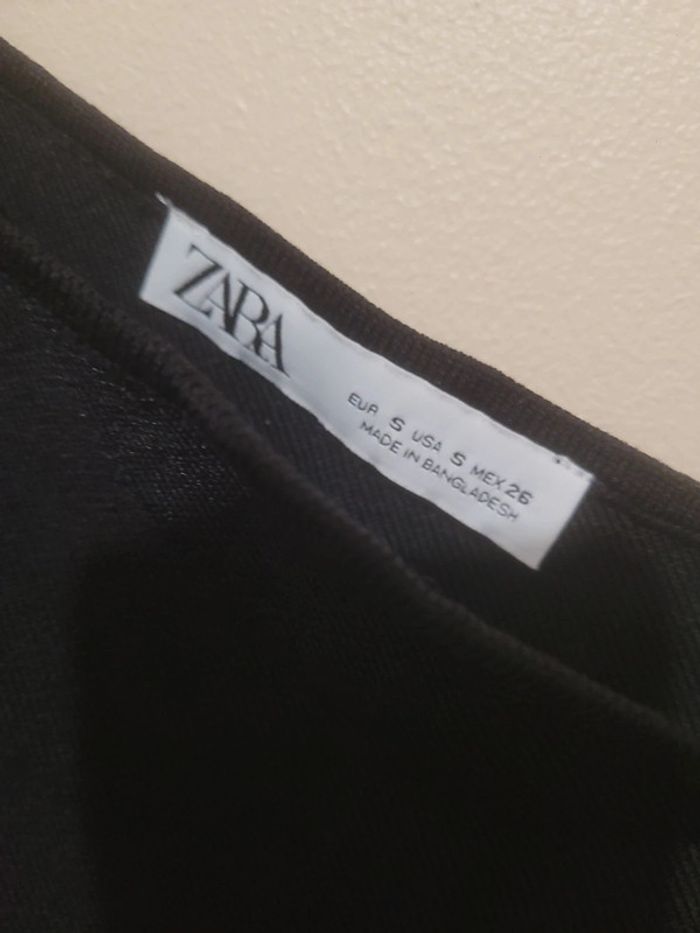 ZARA
EUR S USA S MEX 26
MADE IN BANGLADESH